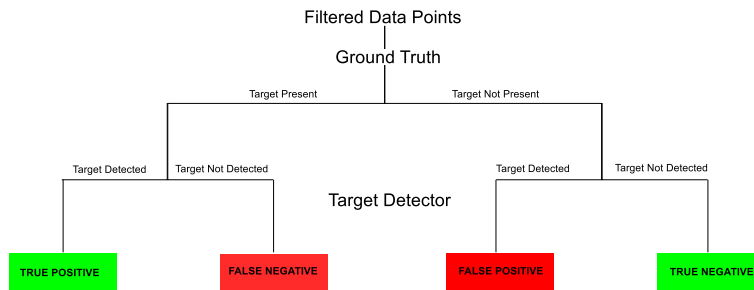 Filtered Data Points
Ground Truth
Target Present
Target Not Present
Target Detected
Target Not Detected
Target Detected
Target Not Detected
Target Detector
TRUE POSITIVE
FALSE NEGATIVE
FALSE POSITIVE
TRUE NEGATIVE